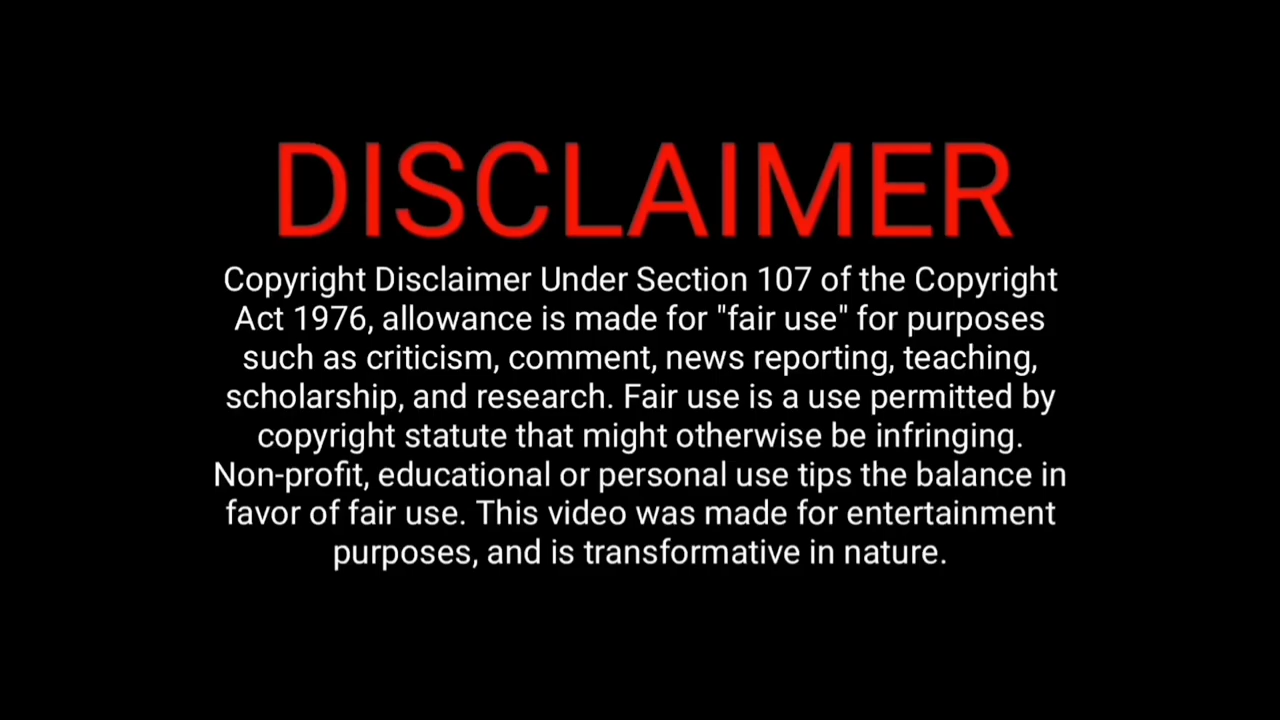 DISCLAIMER
Copyright Disclaimer Under Section 107 of the Copyright
Act 1976, allowance is made for "fair use" for purposes
such as criticism, comment, news reporting, teaching,
scholarship, and research. Fair use is a use permitted by
copyright statute that might otherwise be infringing.
Non-profit, educational or personal use tips the balance in
favor of fair use. This video was made for entertainment
purposes, and is transformative in nature.